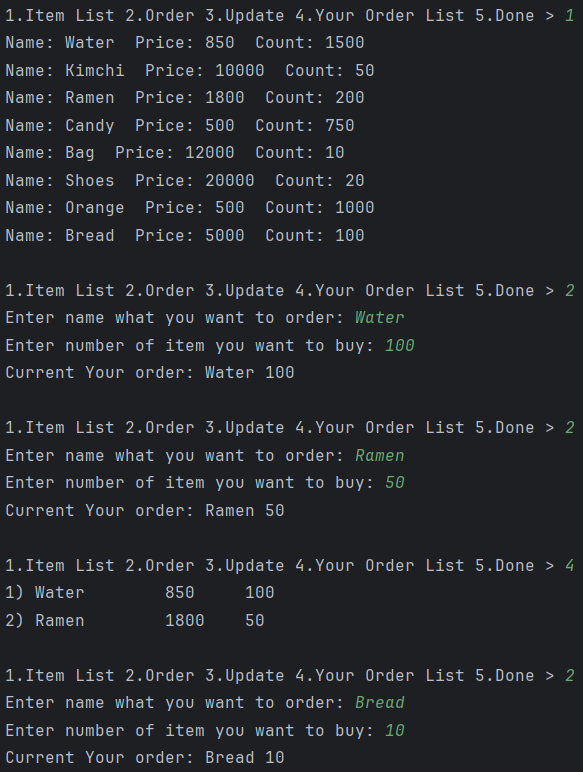 1.Item List 2.Order 3.Update 4.Your Order List 5.Done > 1
Name: Water  Price: 850  Count: 1500
Name: Kimchi  Price: 10000  Count: 50
Name: Ramen  Price: 1800  Count: 200
Name: Candy  Price: 500  Count: 750
Name: Bag  Price: 12000  Count: 10
Name: Shoes  Price: 20000  Count: 20
Name: Orange  Price: 500  Count: 1000
Name: Bread  Price: 5000  Count: 100

1.Item List 2.Order 3.Update 4.Your Order List 5.Done > 2
Enter name what you want to order: Water
Enter number of item you want to buy: 100
Current Your order: Water 100

1.Item List 2.Order 3.Update 4.Your Order List 5.Done > 2
Enter name what you want to order: Ramen
Enter number of item you want to buy: 50
Current Your order: Ramen 50

1.Item List 2.Order 3.Update 4.Your Order List 5.Done > 4
1) Water        850     100
2) Ramen        1800    50

1.Item List 2.Order 3.Update 4.Your Order List 5.Done > 2
Enter name what you want to order: Bread
Enter number of item you want to buy: 10
Current Your order: Bread 10